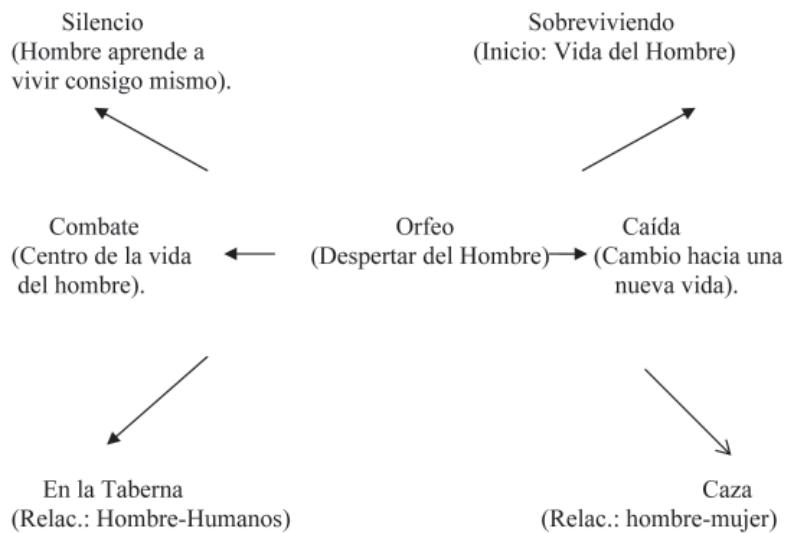 Silencio
(Hombre aprende a
vivir consigo mismo).
Sobreviviendo
(Inicio: Vida del Hombre)
Combate
(Centro de la vida
del hombre).
Orfeo
(Despertar del Hombre)
Caída
(Cambio hacia una
nueva vida).
En la Taberna
(Relac.: Hombre-Humanos)
Caza
(Relac.: hombre-mujer)